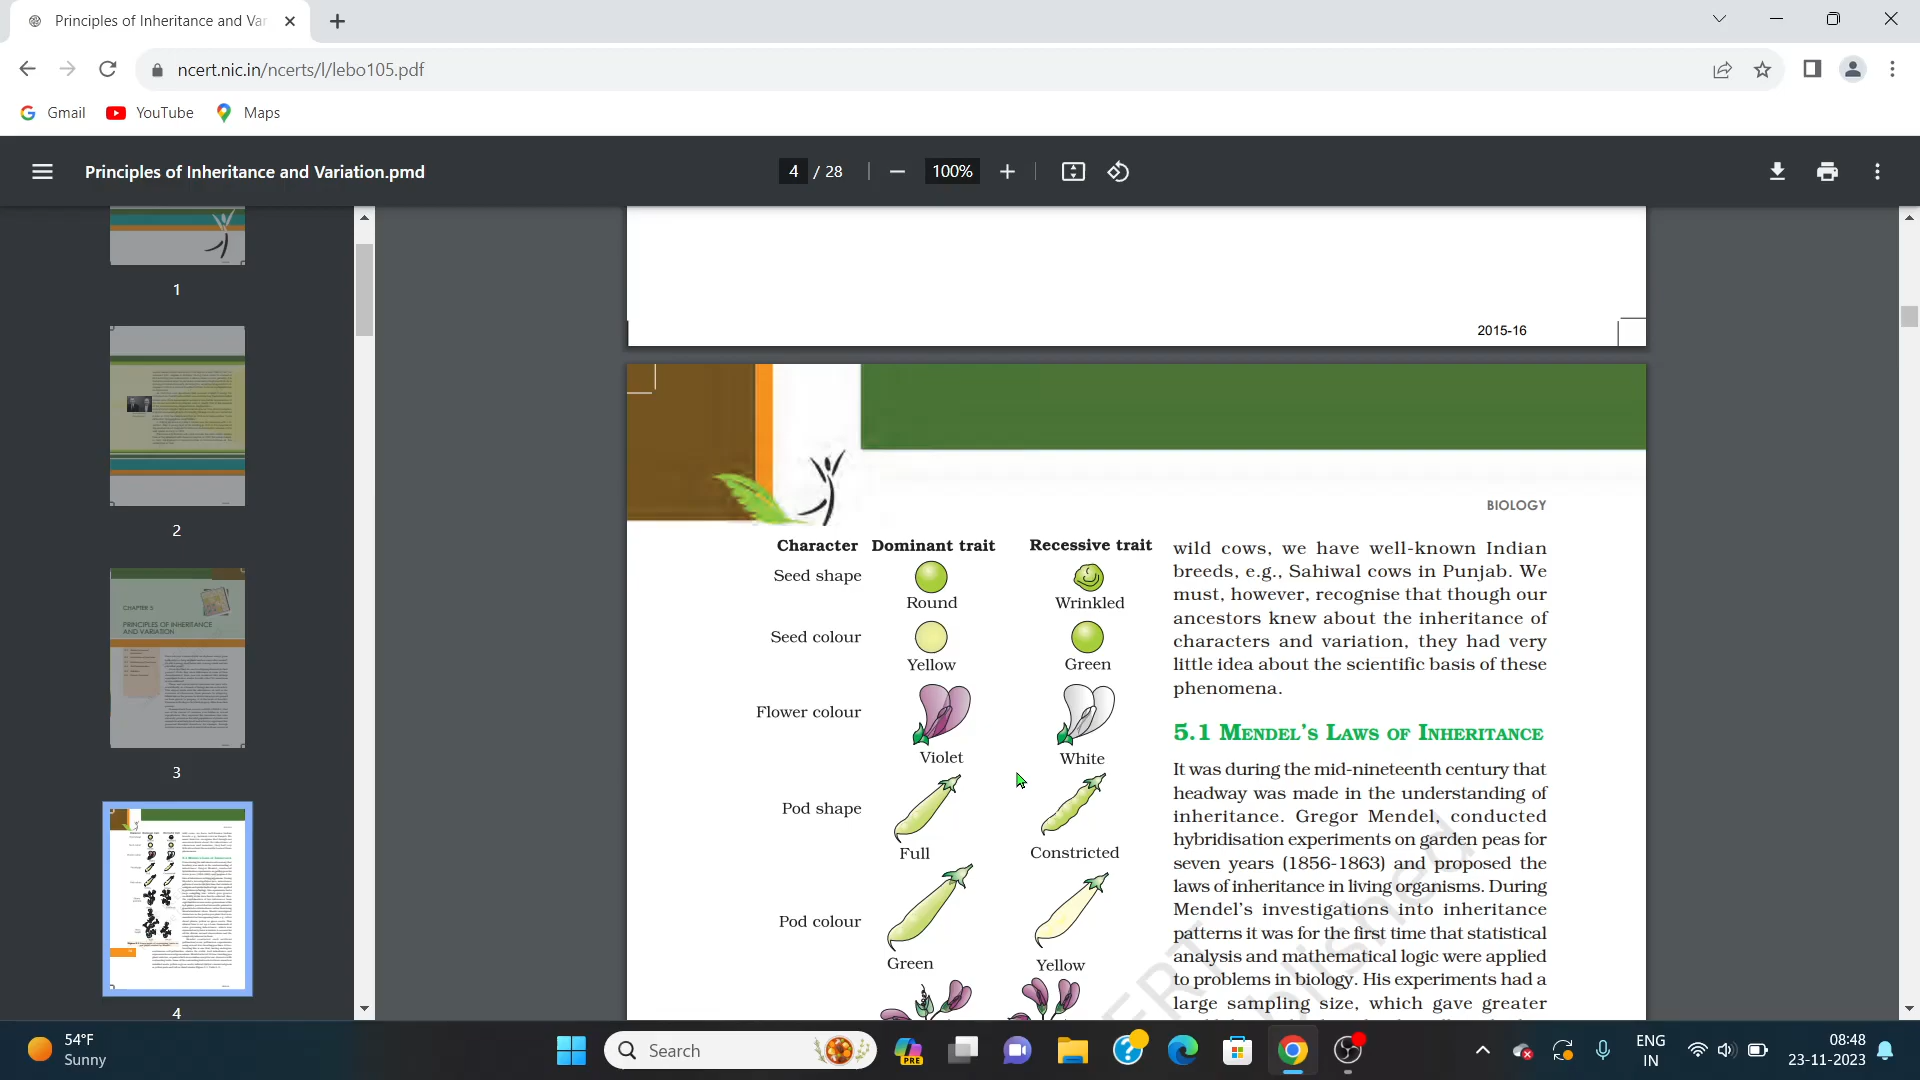 Principles of Inheritance and Var
ncert.nic.in/ncerts/l/lebo105.pdf
Gmail
YouTube
Maps
Principles of Inheritance and Variation.pmd
4 / 28
100%
1
2
CHAPTER 5
PRINCIPLES OF INHERITANCE
AND VARIATION
3
4
2015-16
BIOLOGY
Character Dominant trait Recessive trait
Seed shape
Round Wrinkled
Seed colour
Yellow Green
Flower colour
Violet White
Pod shape
Full Constricted
Pod colour
Green Yellow
wild cows, we have well-known Indian
breeds, e.g., Sahiwal cows in Punjab. We
must, however, recognise that though our
ancestors knew about the inheritance of
characters and variation, they had very
little idea about the scientific basis of these
phenomena.
5.1 MENDEL'S LAWS OF INHERITANCE
It was during the mid-nineteenth century that
headway was made in the understanding of
inheritance. Gregor Mendel, conducted
hybridisation experiments on garden peas for
seven years (1856-1863) and proposed the
laws of inheritance in living organisms. During
Mendel's investigations into inheritance
patterns it was for the first time that statistical
analysis and mathematical logic were applied
to problems in biology. His experiments had a
large sampling size, which gave greater
54°F
Sunny
Search
PRE
ENG
IN
08:48
23-11-2023